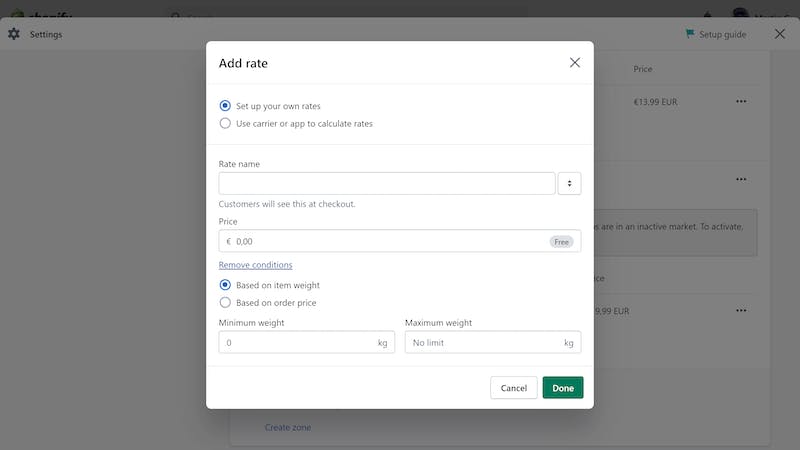 shopify
Search
Settings
Setup guide
Price
€13,99 EUR
s are in an inactive market. To activate,
ice
9,99 EUR
Create zone
Add rate
Set up your own rates
Use carrier or app to calculate rates
Rate name
Customers will see this at checkout.
Price
€ 0,00
Free
Remove conditions
Based on item weight
Based on order price
Minimum weight
Maximum weight
0 kg
No limit kg
Cancel
Done